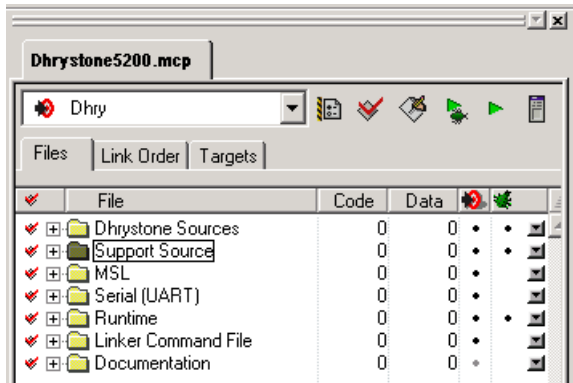 Dhrystone5200.mcp
Dhry
Files Link Order Targets
File Code Data
Dhrystone Sources 0 0
Support Source 0 0
MSL 0 0
Serial (UART) 0 0
Runtime 0 0
Linker Command File 0 0
Documentation 0 0